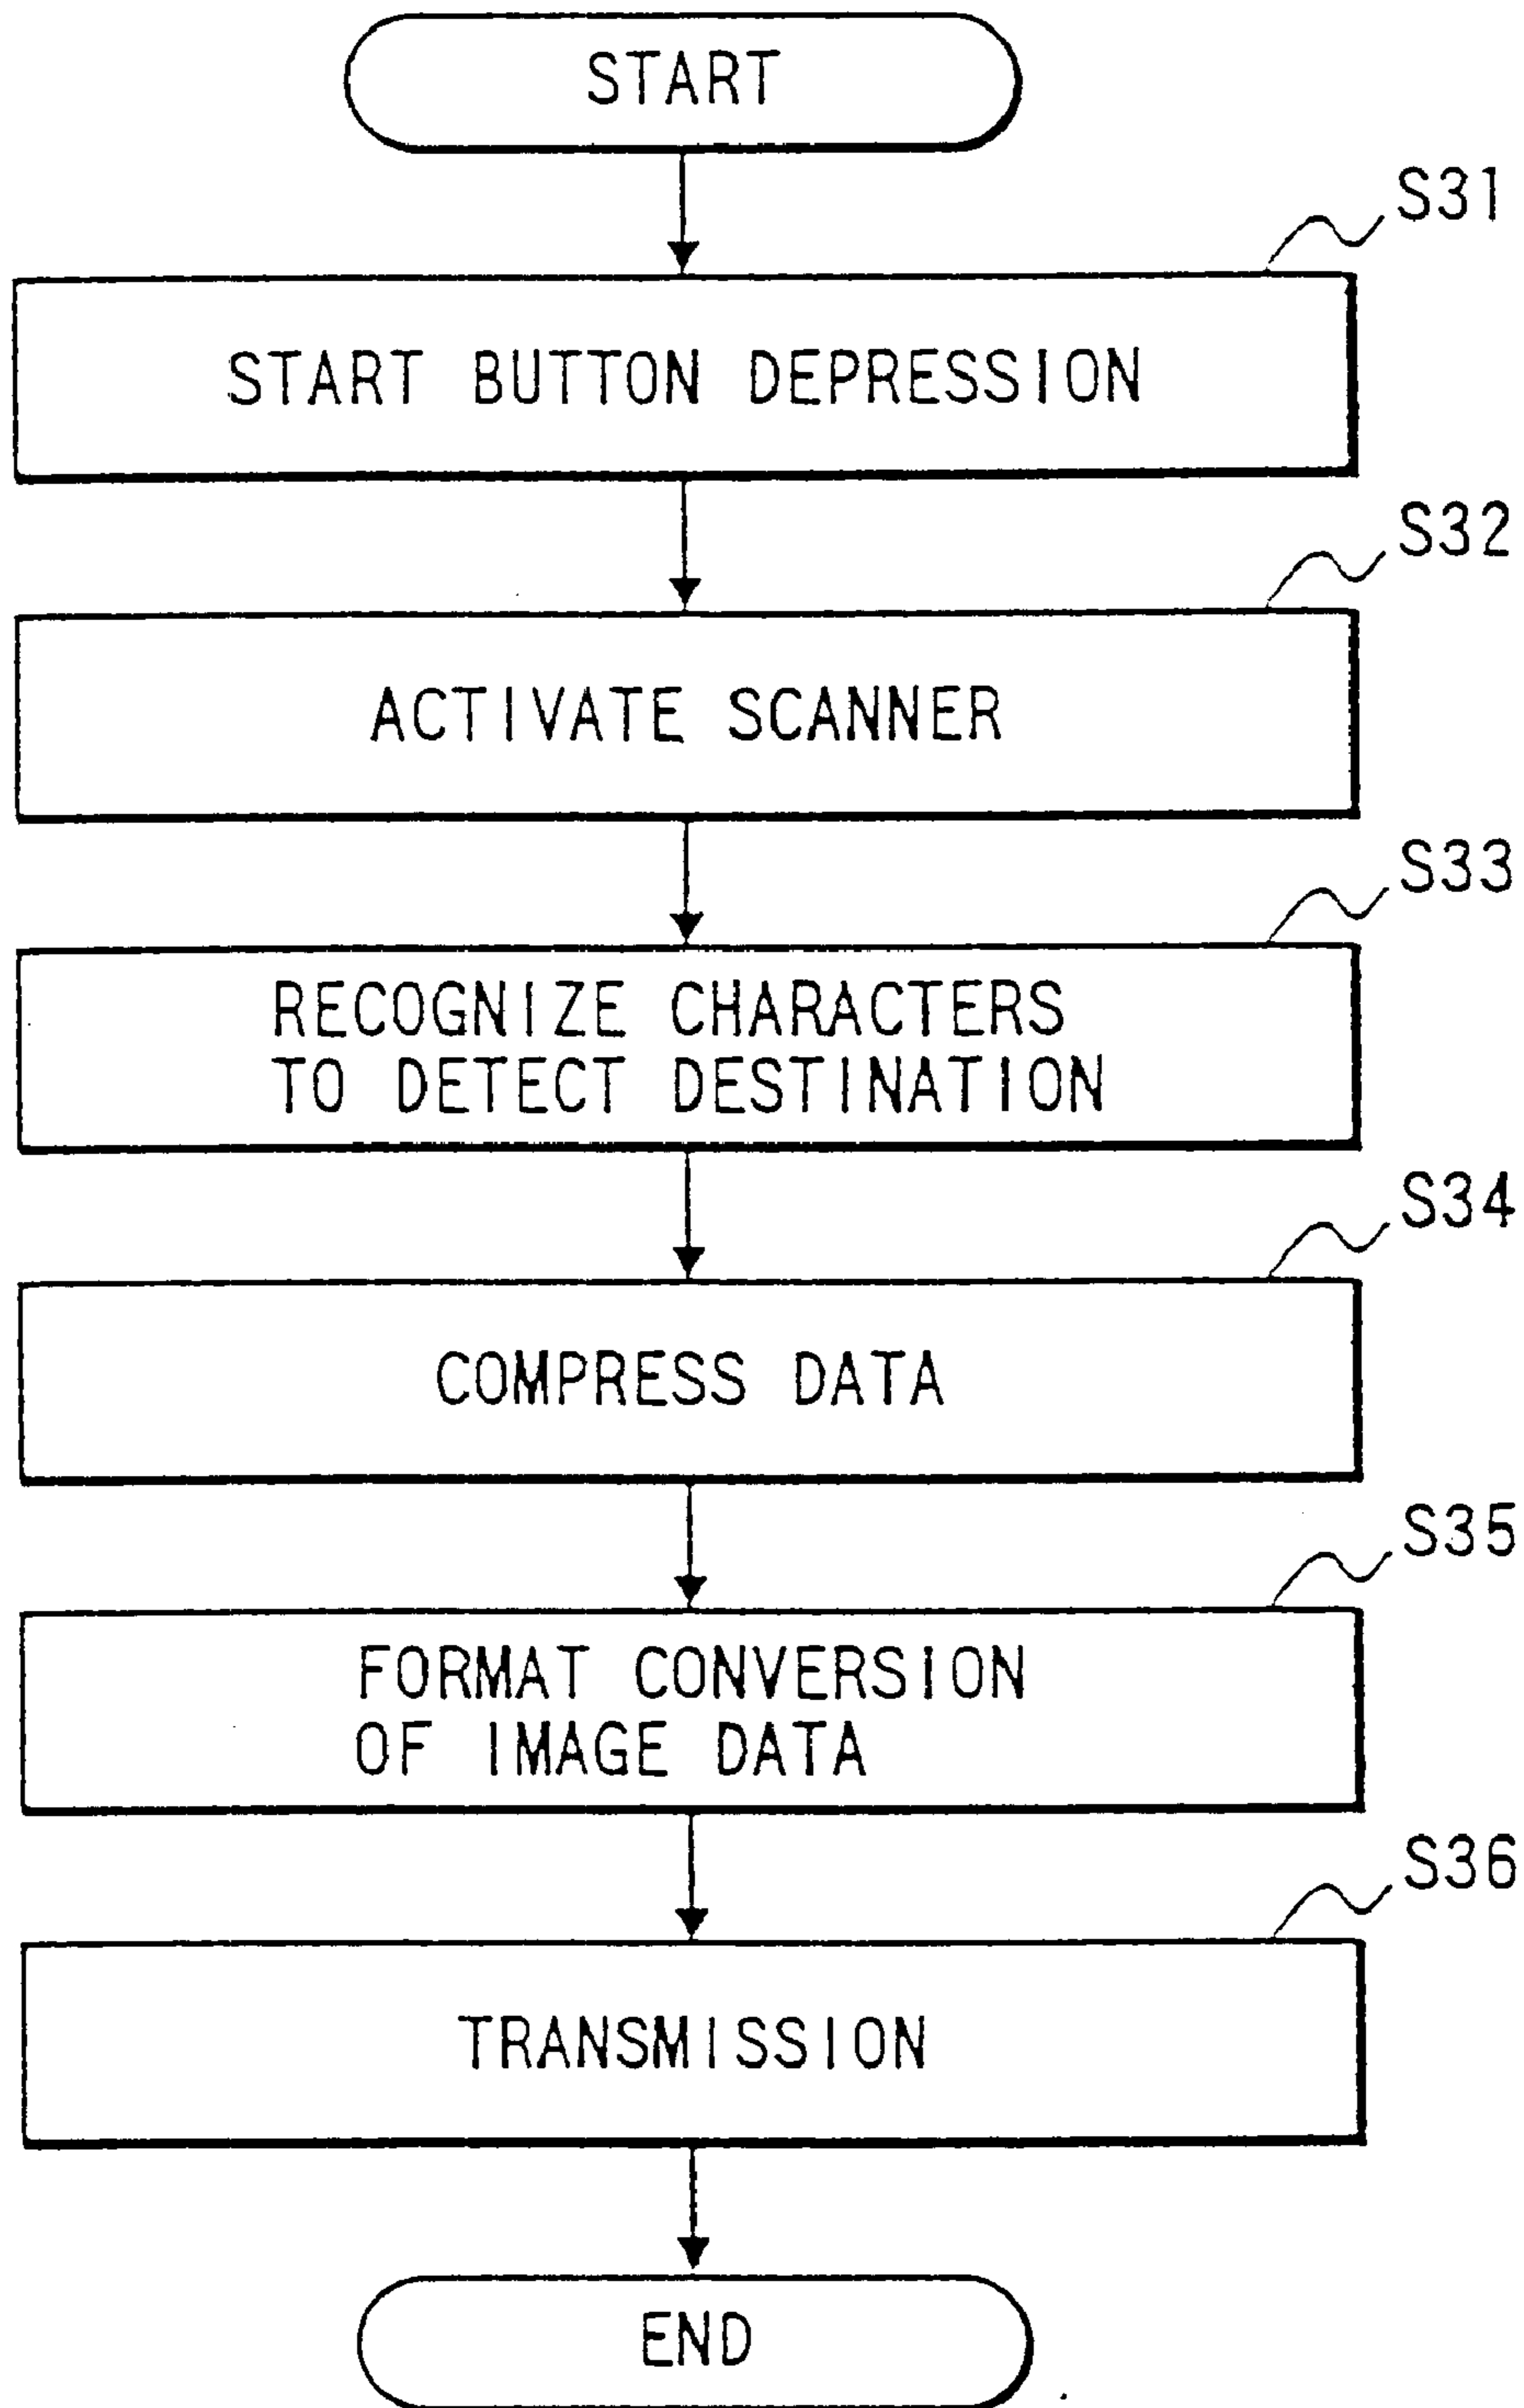 START
S31
START BUTTON DEPRESSION
S32
ACTIVATE SCANNER
S33
RECOGNIZE CHARACTERS
TO DETECT DESTINATION
S34
COMPRESS DATA
S35
FORMAT CONVERSION
OF IMAGE DATA
S36
TRANSMISSION
END